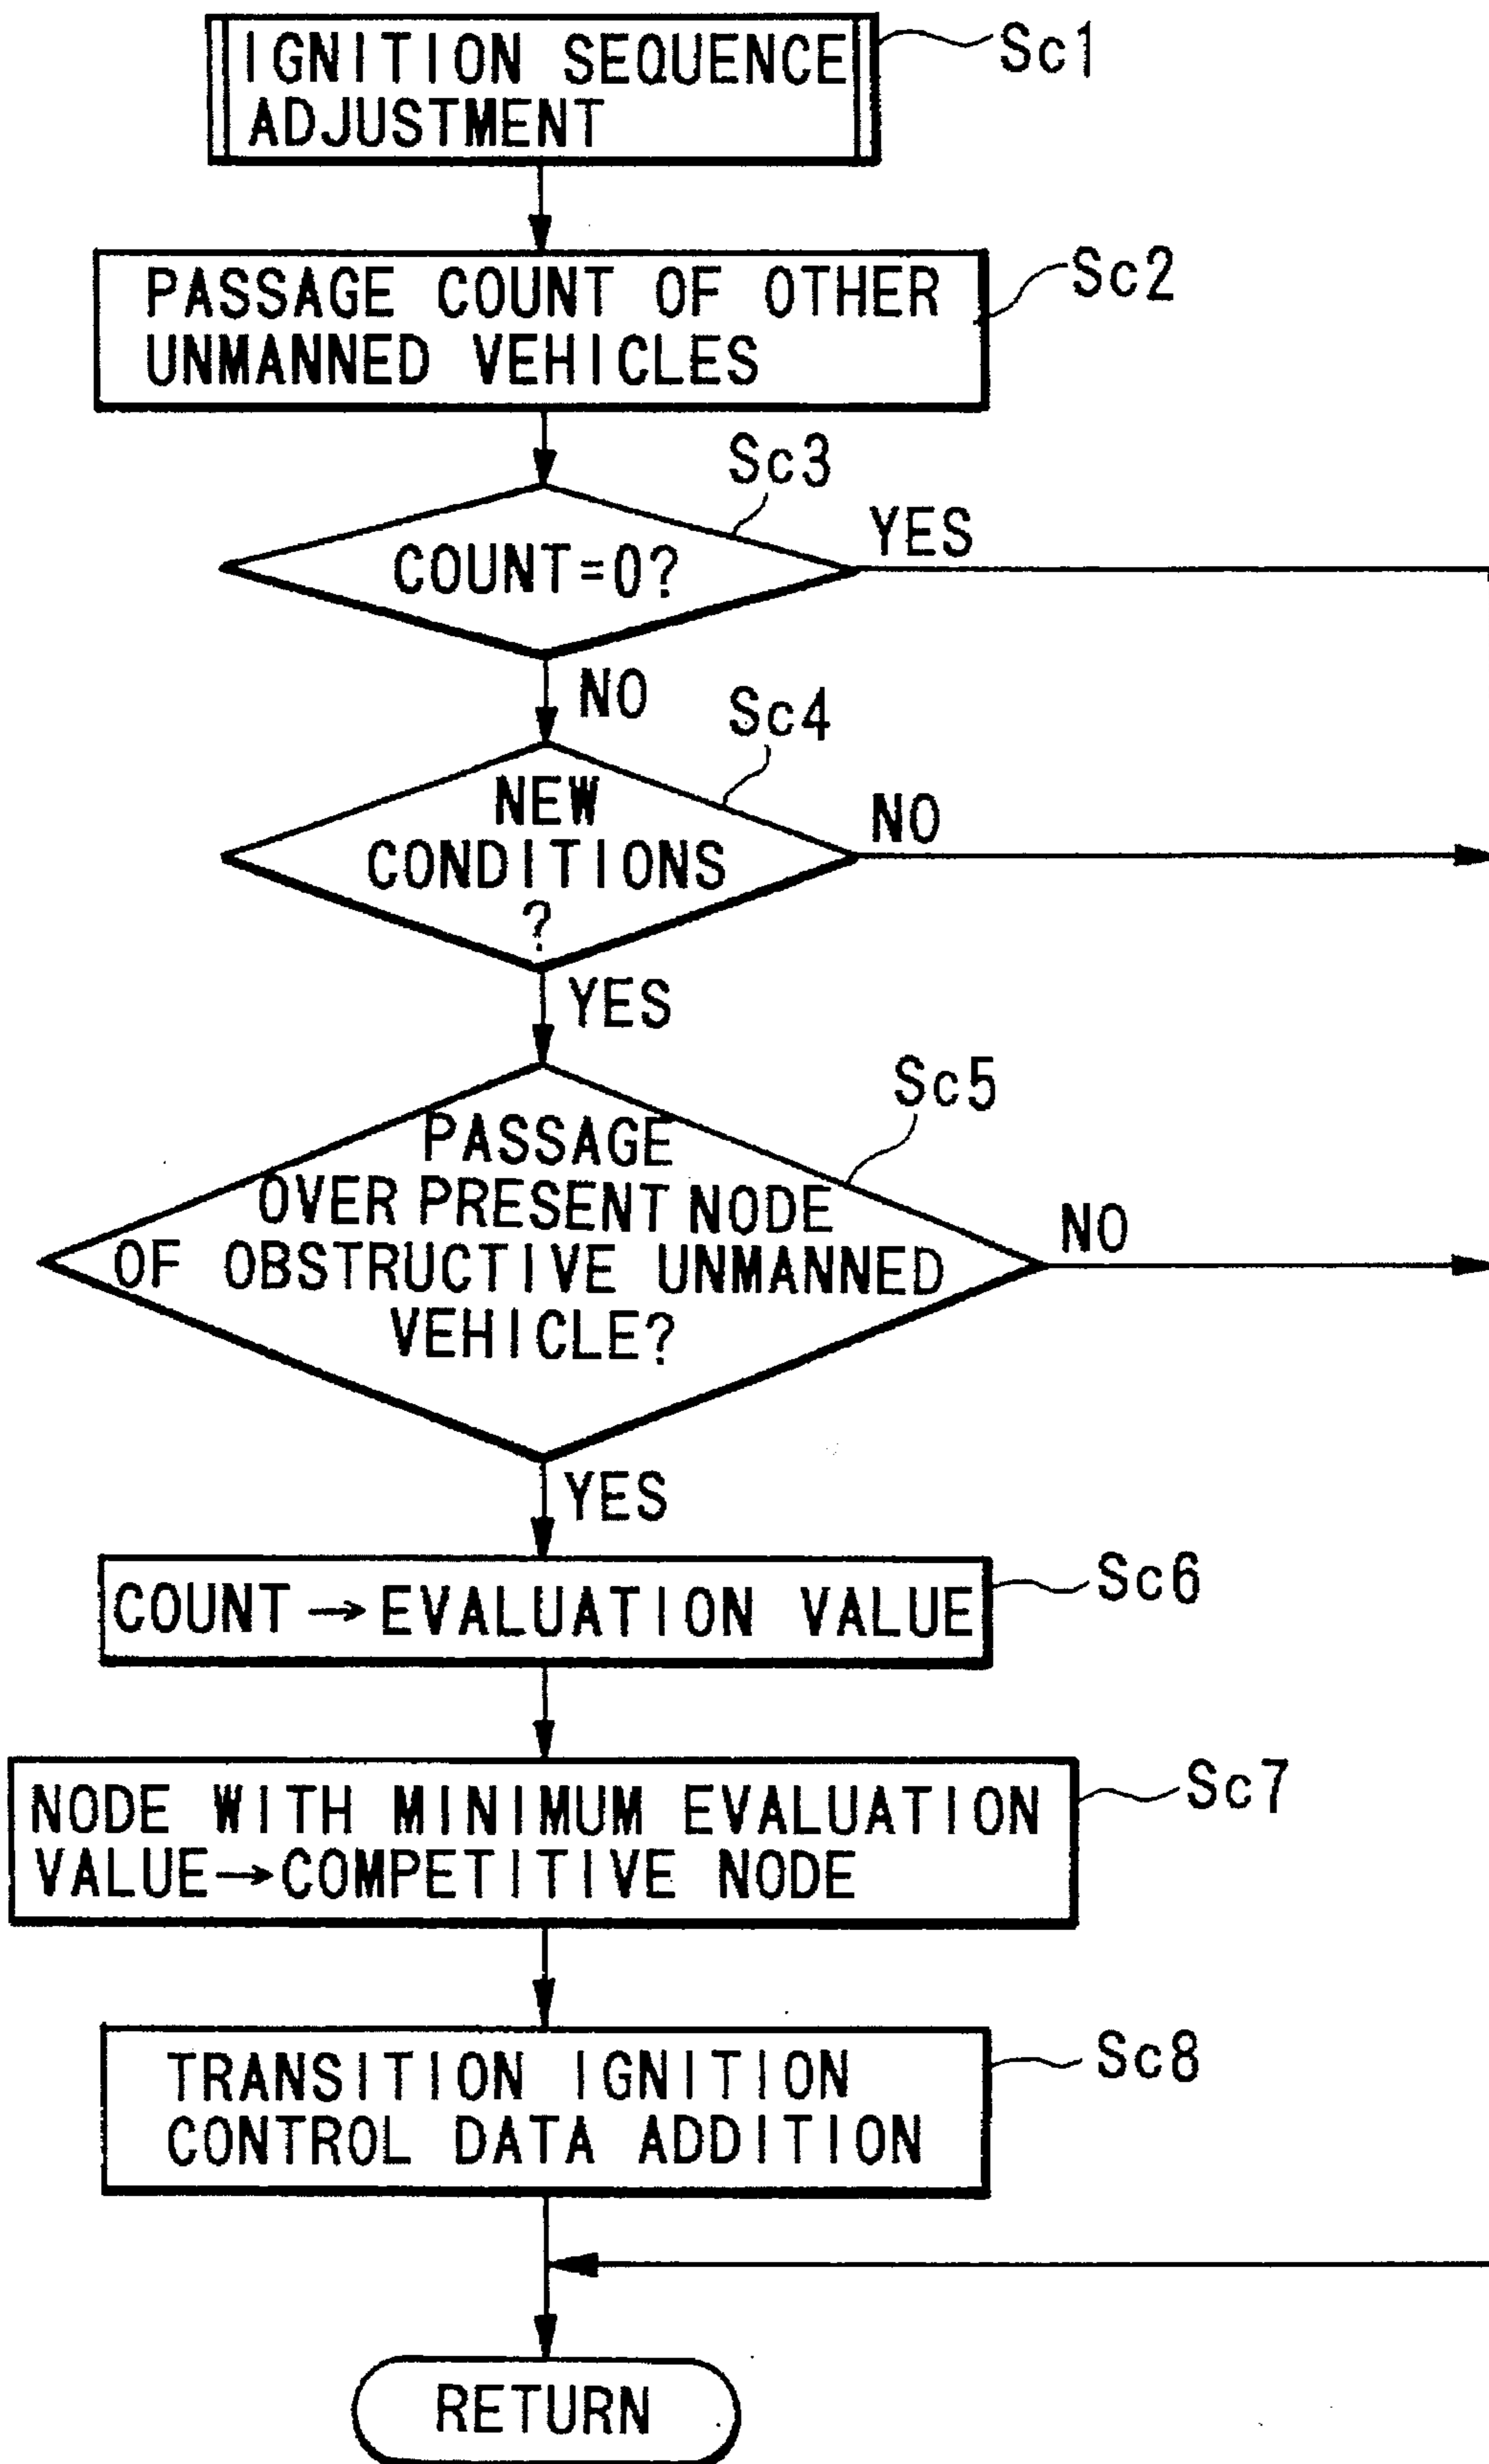 IGNITION SEQUENCE
ADJUSTMENT
Sc1
PASSAGE COUNT OF OTHER
UNMANNED VEHICLES
Sc2
Sc3
COUNT=0?
YES
NO
Sc4
NEW
CONDITIONS
?
NO
YES
Sc5
PASSAGE
OVER PRESENT NODE
OF OBSTRUCTIVE UNMANNED
VEHICLE?
NO
YES
COUNT→EVALUATION VALUE
Sc6
NODE WITH MINIMUM EVALUATION
VALUE→COMPETITIVE NODE
Sc7
TRANSITION IGNITION
CONTROL DATA ADDITION
Sc8
RETURN